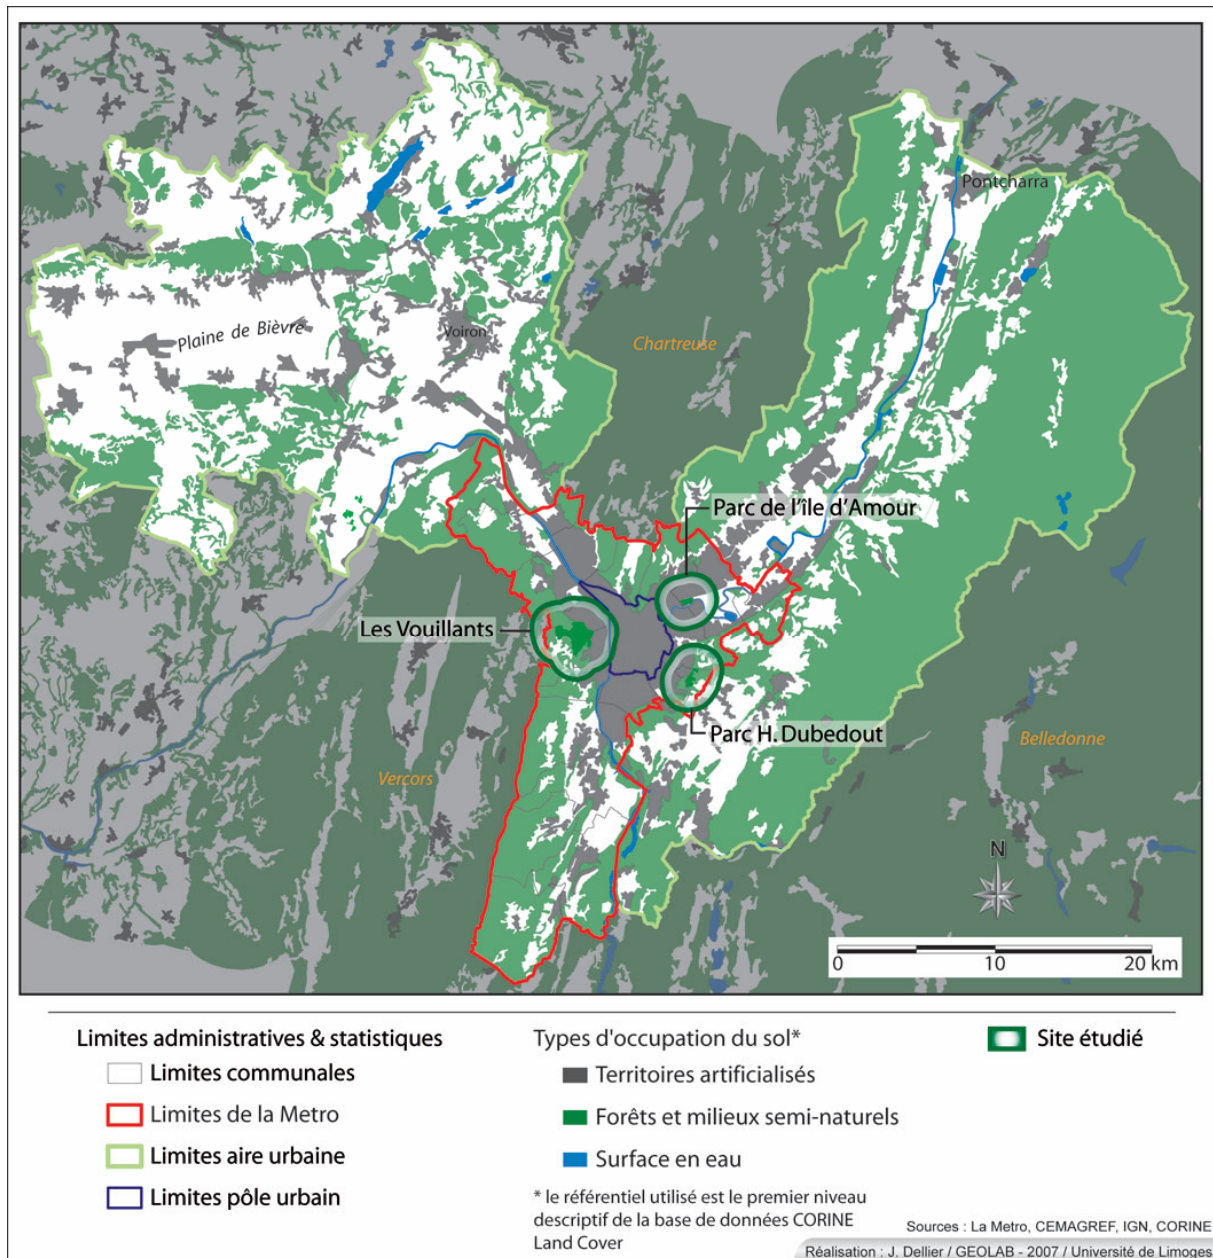 Pontcharra
Plaine de Bièvre
Voiron
Chartreuse
Parc de l'île d'Amour
Les Vouillants
Parc H. Dubedout
Vercors
Belledonne
N
0 10 20 km
Limites administratives & statistiques
Limites communales
Limites de la Metro
Limites aire urbaine
Limites pôle urbain
Types d'occupation du sol*
Territoires artificialisés
Forêts et milieux semi-naturels
Surface en eau
* le référentiel utilisé est le premier niveau
descriptif de la base de données CORINE
Land Cover
Site étudié
Sources : La Metro, CEMAGREF, IGN, CORINE
Réalisation : J. Dellier / GEOLAB - 2007 / Université de Limoges